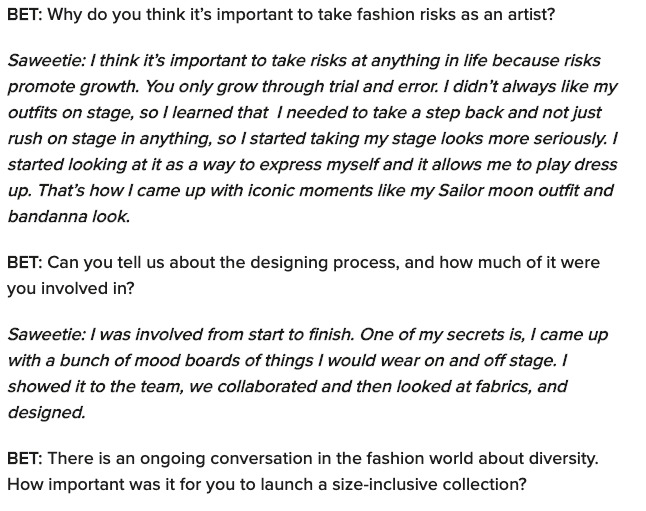 BET: Why do you think it’s important to take fashion risks as an artist?
Saweetie: I think it’s important to take risks at anything in life because risks
promote growth. You only grow through trial and error. I didn’t always like my
outfits on stage, so I learned that  I needed to take a step back and not just
rush on stage in anything, so I started taking my stage looks more seriously. I
started looking at it as a way to express myself and it allows me to play dress
up. That’s how I came up with iconic moments like my Sailor moon outfit and
bandanna look.
BET: Can you tell us about the designing process, and how much of it were
you involved in?
Saweetie: I was involved from start to finish. One of my secrets is, I came up
with a bunch of mood boards of things I would wear on and off stage. I
showed it to the team, we collaborated and then looked at fabrics, and
designed.
BET: There is an ongoing conversation in the fashion world about diversity.
How important was it for you to launch a size-inclusive collection?